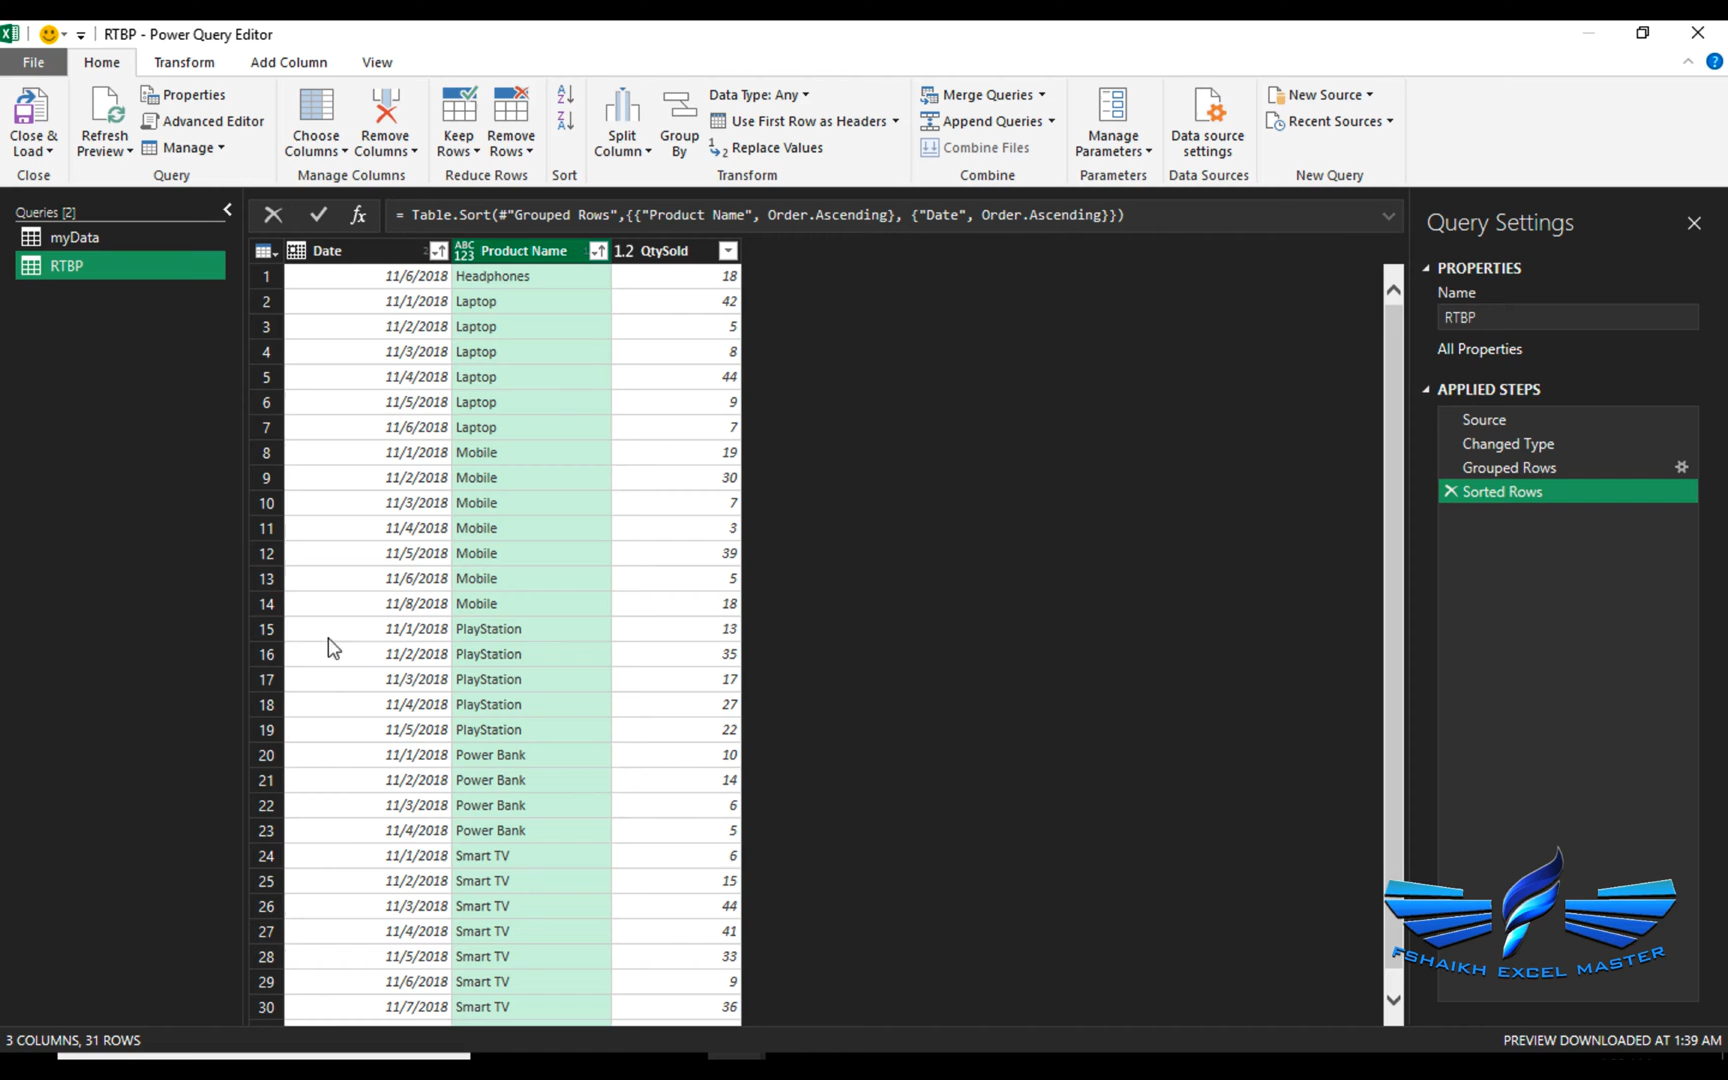 RTBP - Power Query Editor
File Home Transform Add Column View
Close & Load
Refresh Preview
Properties
Advanced Editor
Manage
Choose Columns
Remove Columns
Keep Rows
Remove Rows
Split Column
Group By
Data Type: Any
Use First Row as Headers
Replace Values
Merge Queries
Append Queries
Combine Files
Manage Parameters
Data source settings
New Source
Recent Sources
Close Query Manage Columns Reduce Rows Sort Transform Combine Parameters Data Sources New Query
Queries [2]
myData
RTBP
= Table.Sort(#"Grouped Rows",{{"Product Name", Order.Ascending}, {"Date", Order.Ascending}})
Date ABC 123 Product Name 1.2 QtySold
1 11/6/2018 Headphones 18
2 11/1/2018 Laptop 42
3 11/2/2018 Laptop 5
4 11/3/2018 Laptop 8
5 11/4/2018 Laptop 44
6 11/5/2018 Laptop 9
7 11/6/2018 Laptop 7
8 11/1/2018 Mobile 19
9 11/2/2018 Mobile 30
10 11/3/2018 Mobile 7
11 11/4/2018 Mobile 3
12 11/5/2018 Mobile 39
13 11/6/2018 Mobile 5
14 11/8/2018 Mobile 18
15 11/1/2018 PlayStation 13
16 11/2/2018 PlayStation 35
17 11/3/2018 PlayStation 17
18 11/4/2018 PlayStation 27
19 11/5/2018 PlayStation 22
20 11/1/2018 Power Bank 10
21 11/2/2018 Power Bank 14
22 11/3/2018 Power Bank 6
23 11/4/2018 Power Bank 5
24 11/1/2018 Smart TV 6
25 11/2/2018 Smart TV 15
26 11/3/2018 Smart TV 44
27 11/4/2018 Smart TV 41
28 11/5/2018 Smart TV 33
29 11/6/2018 Smart TV 9
30 11/7/2018 Smart TV 36
Query Settings
PROPERTIES
Name
RTBP
All Properties
APPLIED STEPS
Source
Changed Type
Grouped Rows
Sorted Rows
FSHAIKH EXCEL MASTER
3 COLUMNS, 31 ROWS
PREVIEW DOWNLOADED AT 1:39 AM